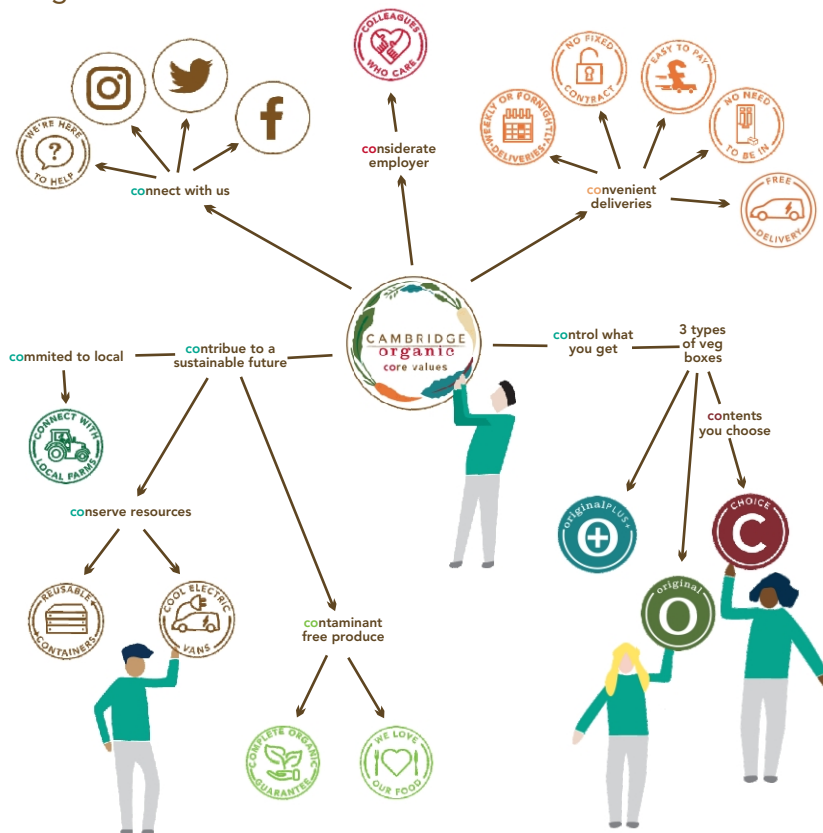 COLLEAGUES
WHO CARE
NO FIXED
CONTRACT
EASY TO PAY
£
WEEKLY OR FORNIGHTLY
DELIVERIES
NO NEED
TO BE IN
WE'RE HERE
TO HELP
?
f
considerate
employer
connect with us
convenient
deliveries
FREE
DELIVERY
CAMBRIDGE
organic
core values
control what
you get
3 types
of veg
boxes
commited to local
contribue to a
sustainable future
CONNECT WITH
LOCAL FARMS
contents
you choose
conserve resources
originalPLUS+
CHOICE
C
original
O
REUSABLE
CONTAINERS
COOL ELECTRIC
VANS
contaminant
free produce
COMPLETE ORGANIC
GUARANTEE
WE LOVE
OUR FOOD